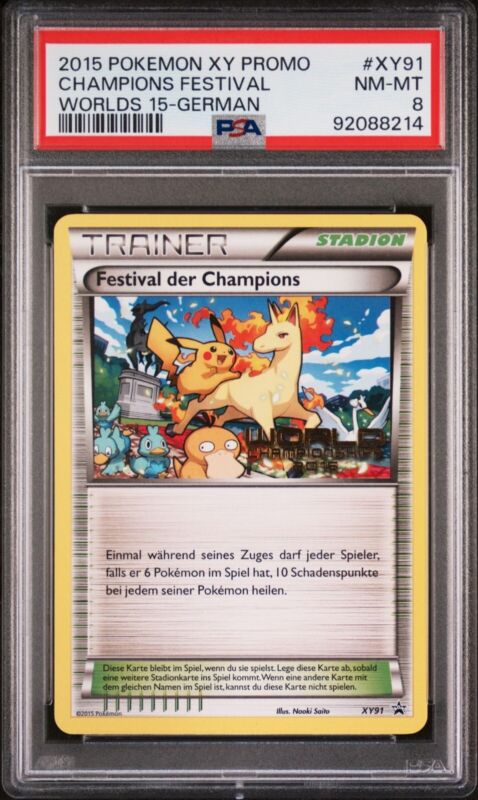 2015 POKEMON XY PROMO #XY91
CHAMPIONS FESTIVAL NM-MT
WORLDS 15-GERMAN 8
PSA 92088214
TRAINER STADION
Festival der Champions
WORLD
CHAMPIONSHIPS
2015
Einmal während seines Zuges darf jeder Spieler,
falls er 6 Pokémon im Spiel hat, 10 Schadenspunkte
bei jedem seiner Pokémon heilen.
Diese Karte bleibt im Spiel, wenn du sie spielst. Lege diese Karte ab, sobald
eine weitere Stadionkarte ins Spiel kommt. Wenn eine andere Karte mit
dem gleichen Namen im Spiel ist, kannst du diese Karte nicht spielen.
©2015 Pokémon Illus. Naoki Saito XY91
PSA